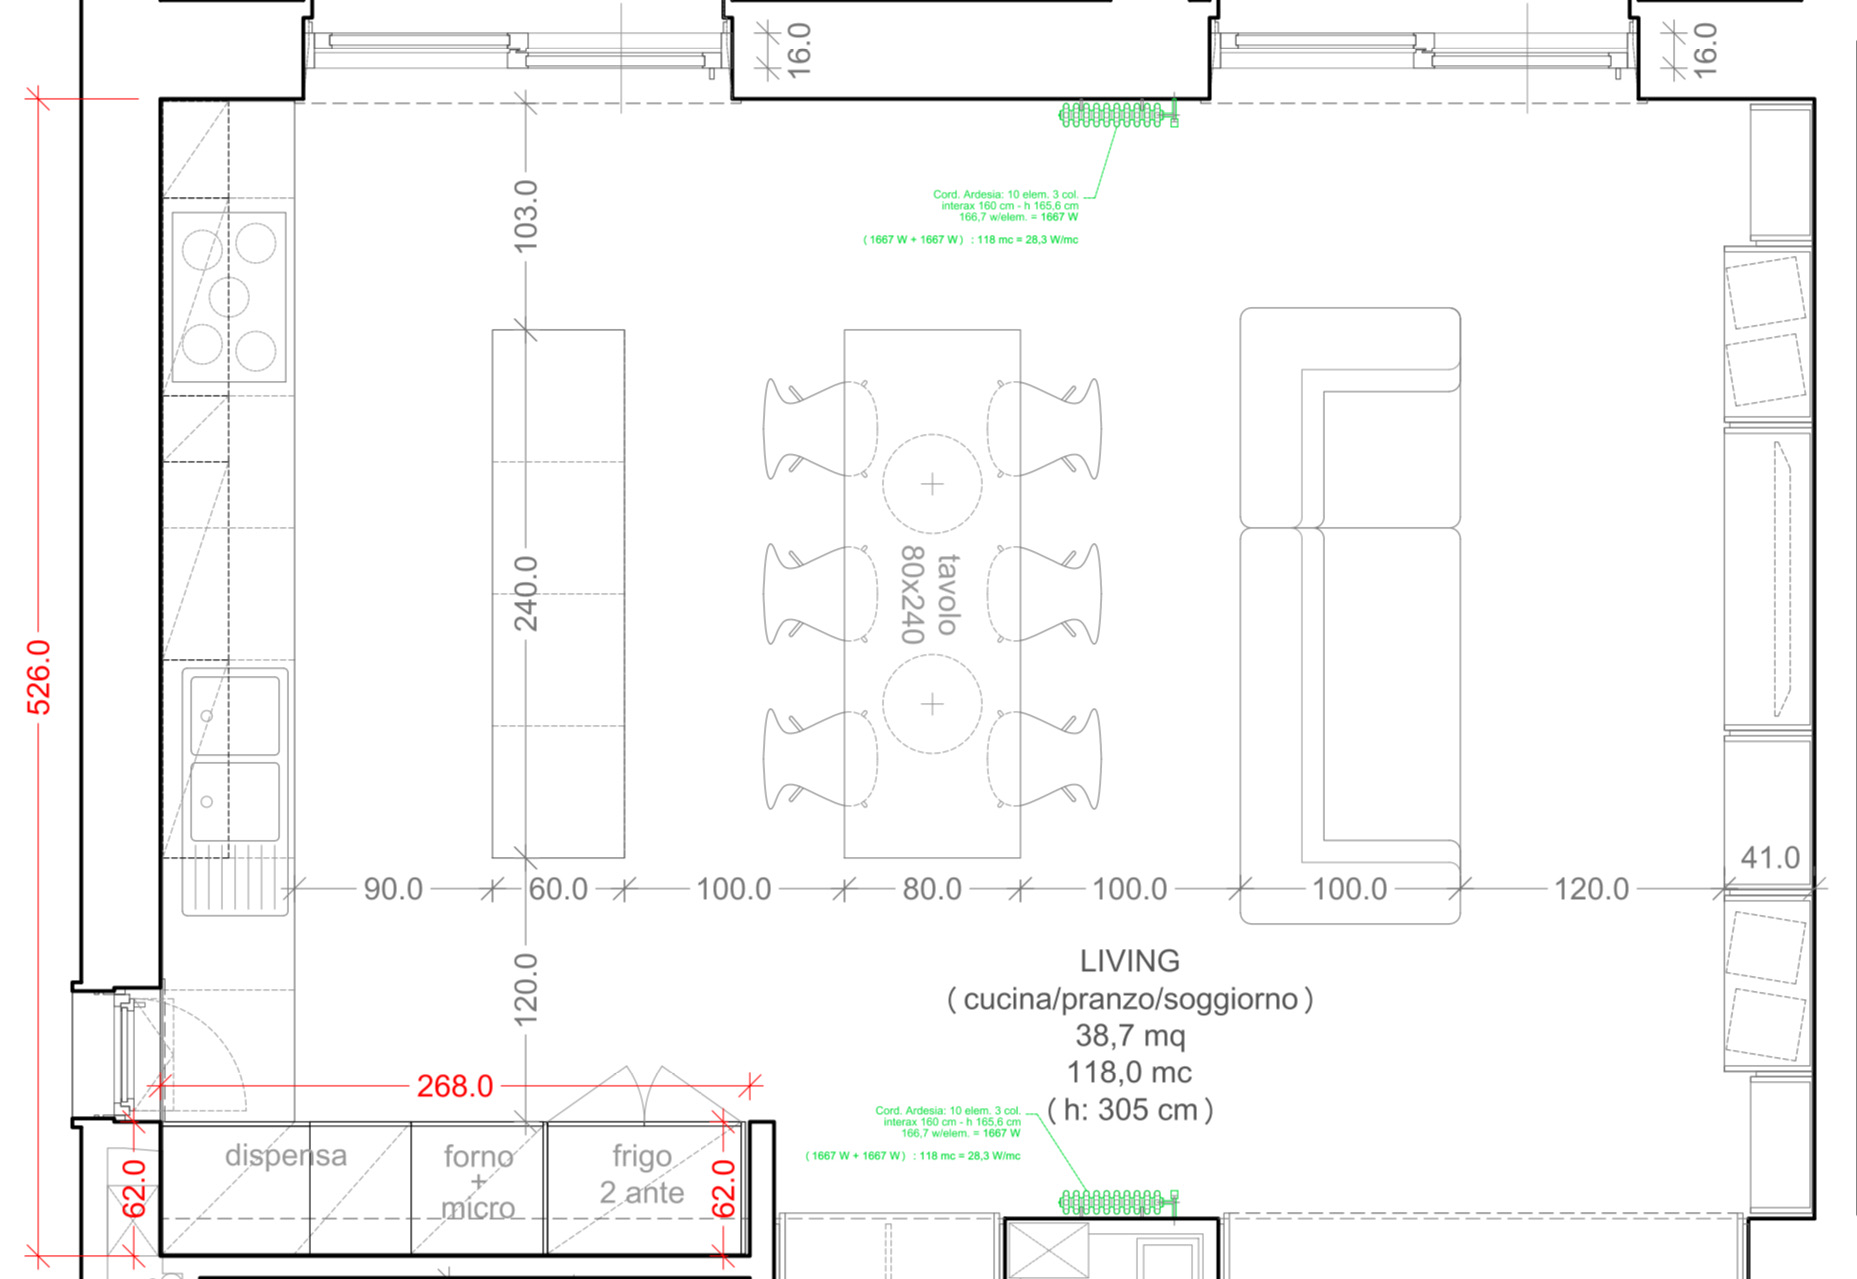 16.0
16.0
103.0
Cord. Ardesia: 10 elem. 3 col.
interax 160 cm - h 165,6 cm
166,7 w/elem. = 1667 W
( 1667 W + 1667 W ) : 118 mc = 28,3 W/mc
526.0
240.0
tavolo
80x240
90.0
60.0
100.0
80.0
100.0
100.0
120.0
41.0
120.0
LIVING
( cucina/pranzo/soggiorno )
38,7 mq
118,0 mc
( h: 305 cm )
268.0
Cord. Ardesia: 10 elem. 3 col.
interax 160 cm - h 165,6 cm
166,7 w/elem. = 1667 W
( 1667 W + 1667 W ) : 118 mc = 28,3 W/mc
62.0
dispensa
forno
+
micro
frigo
2 ante
62.0